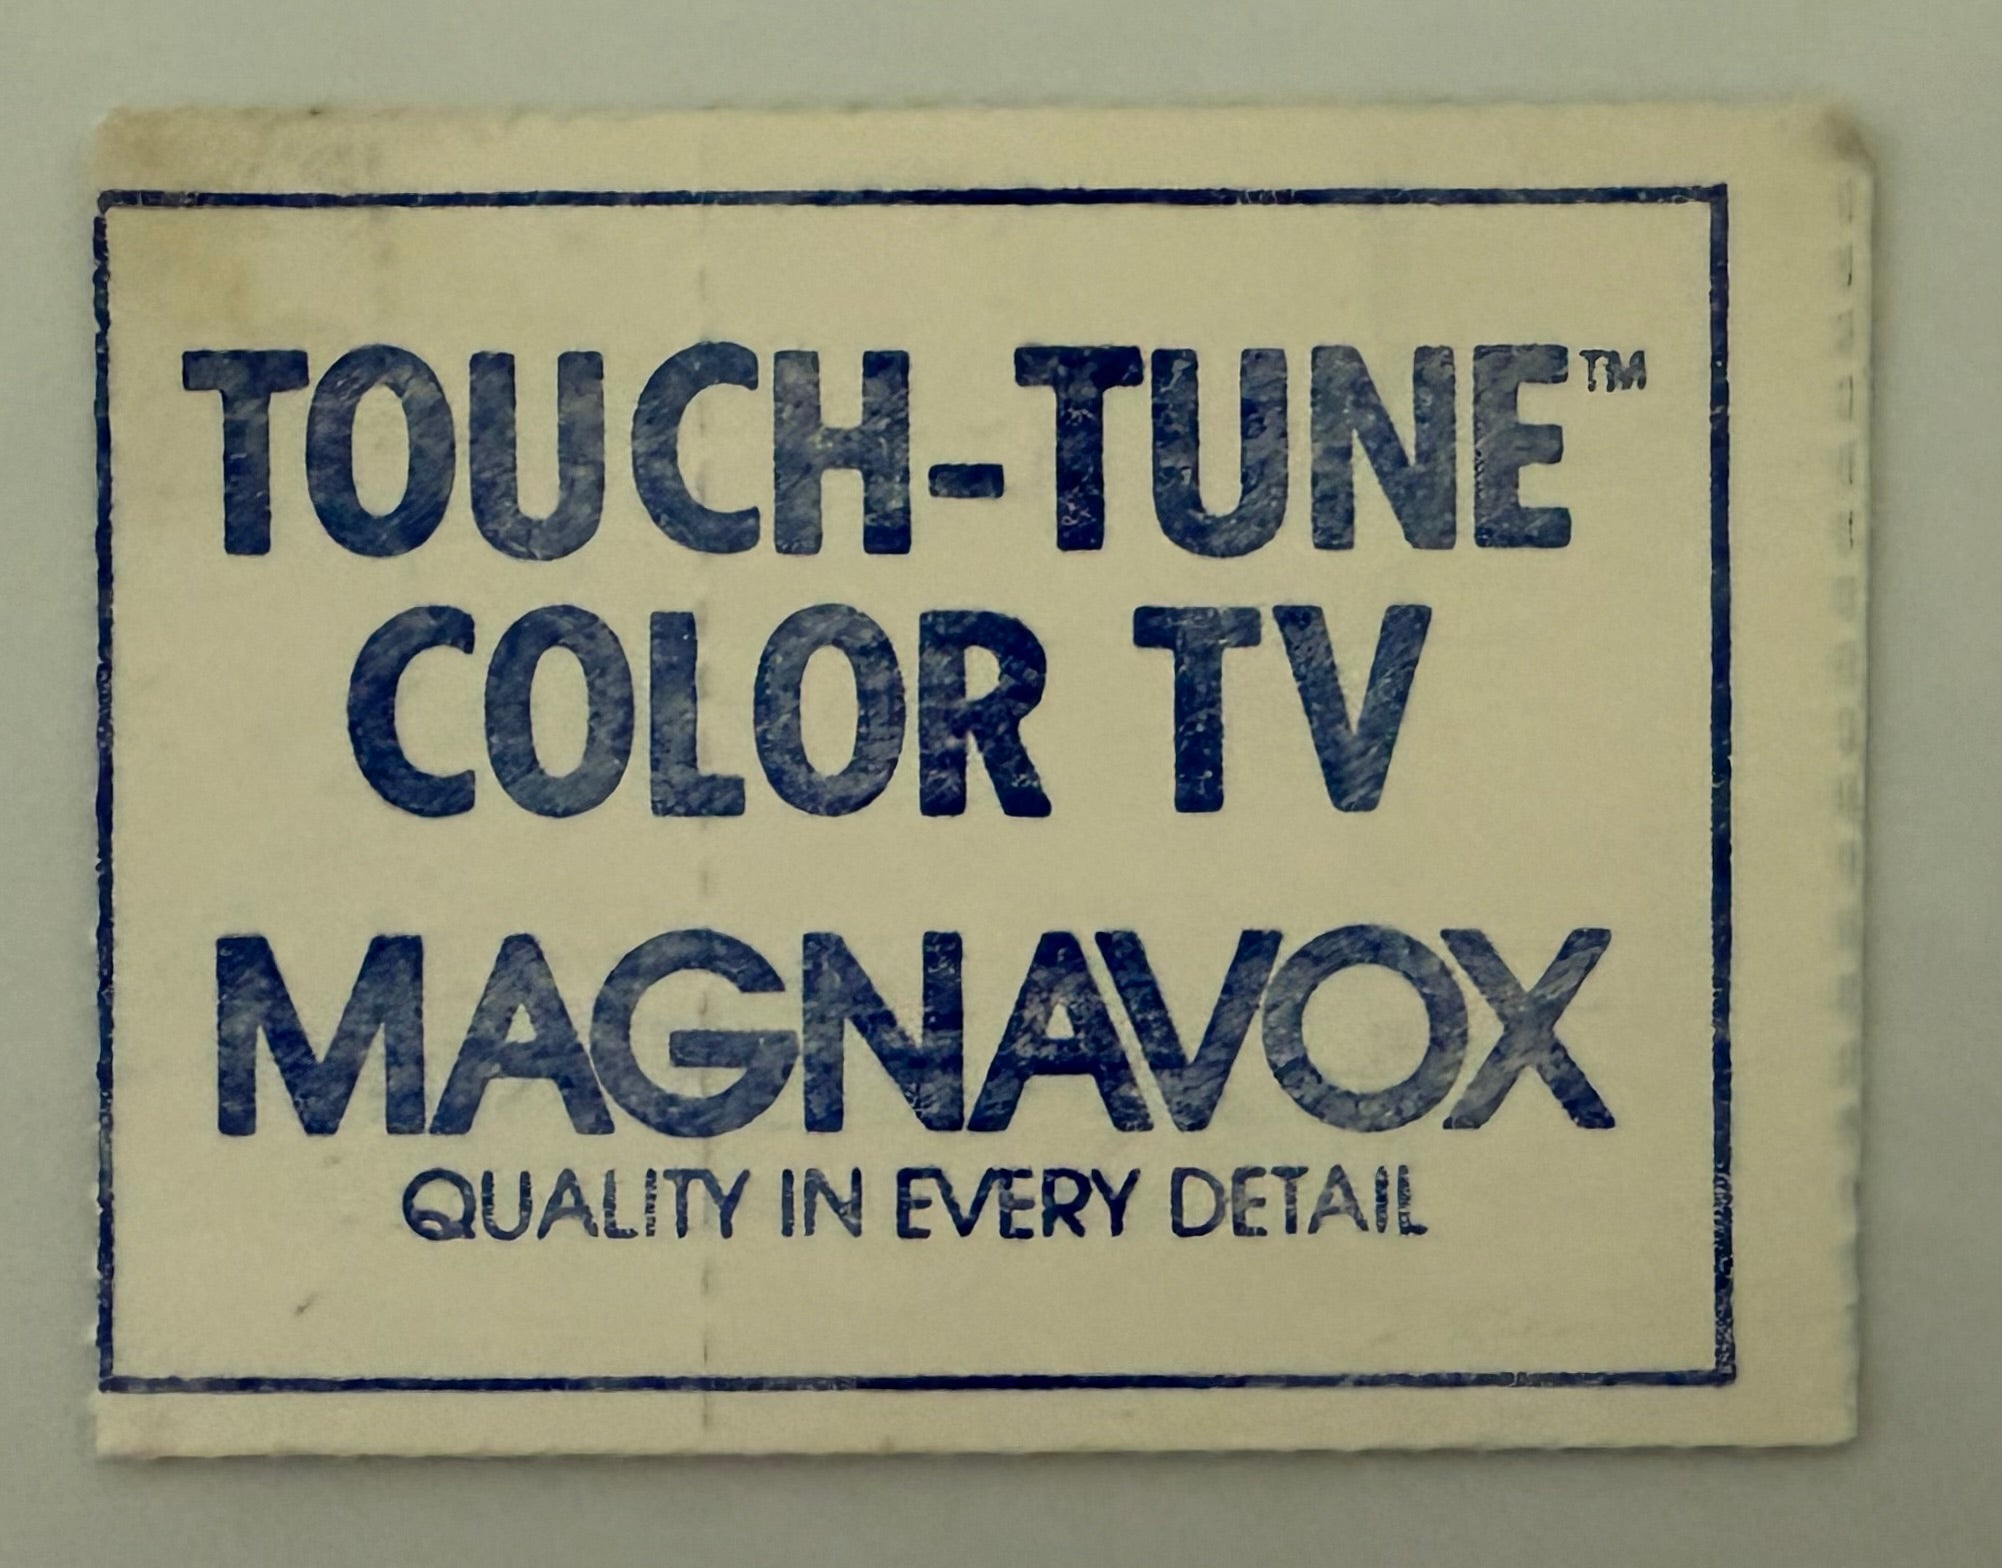 TOUCH-TUNE™
COLOR TV
MAGNAVOX
QUALITY IN EVERY DETAIL